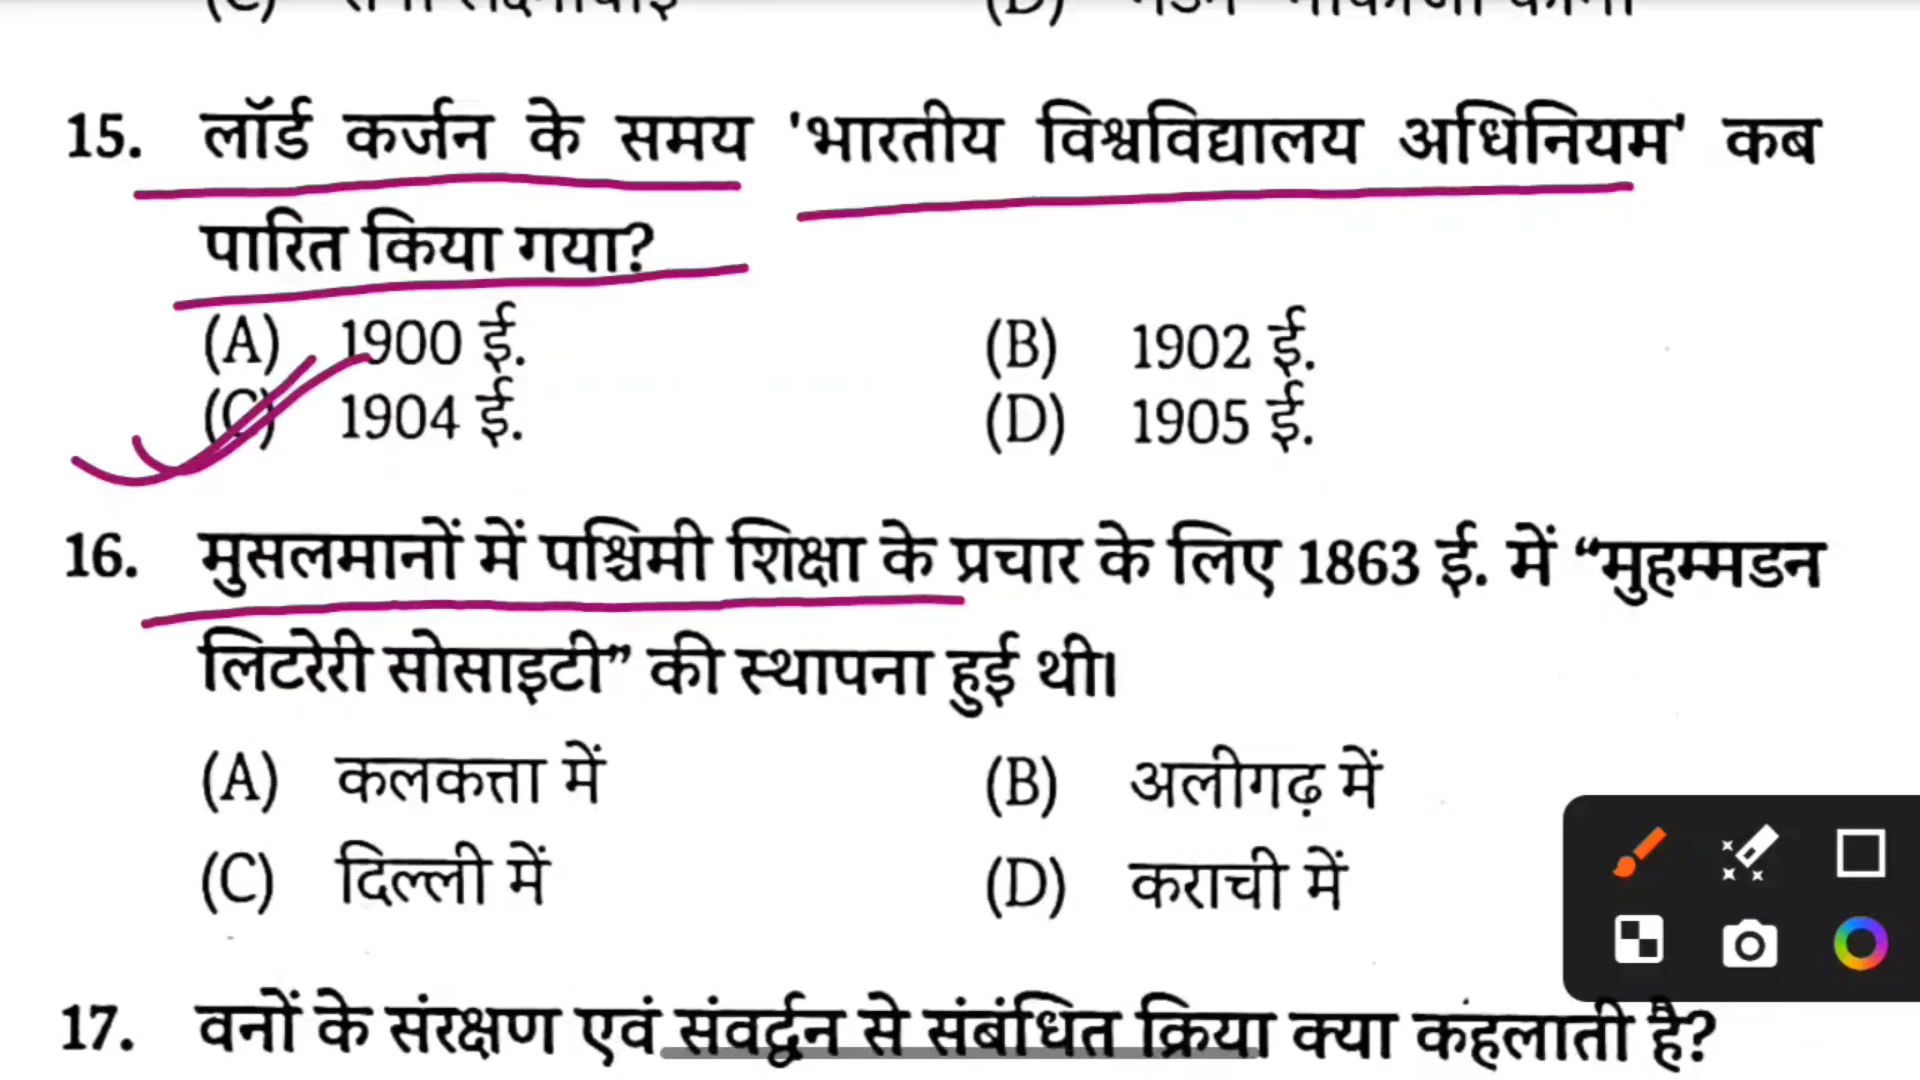 15. लॉर्ड कर्जन के समय 'भारतीय विश्वविद्यालय अधिनियम' कब
पारित किया गया?
(A) 1900 ई. (B) 1902 ई.
(C) 1904 ई. (D) 1905 ई.
16. मुसलमानों में पश्चिमी शिक्षा के प्रचार के लिए 1863 ई. में “मुहम्मडन
लिटरेरी सोसाइटी” की स्थापना हुई थी।
(A) कलकत्ता में (B) अलीगढ़ में
(C) दिल्ली में (D) कराची में
17. वनों के संरक्षण एवं संवर्द्धन से संबंधित क्रिया क्या कहलाती है?